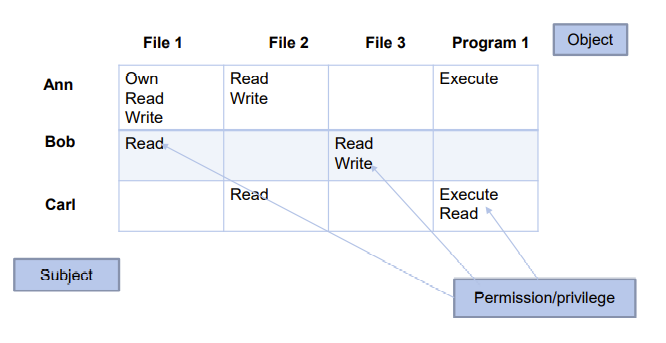 File 1 File 2 File 3 Program 1 Object
Ann Own Read Execute
Read Write
Write
Bob Read Read
Write
Carl Read Execute
Read
Subject
Permission/privilege